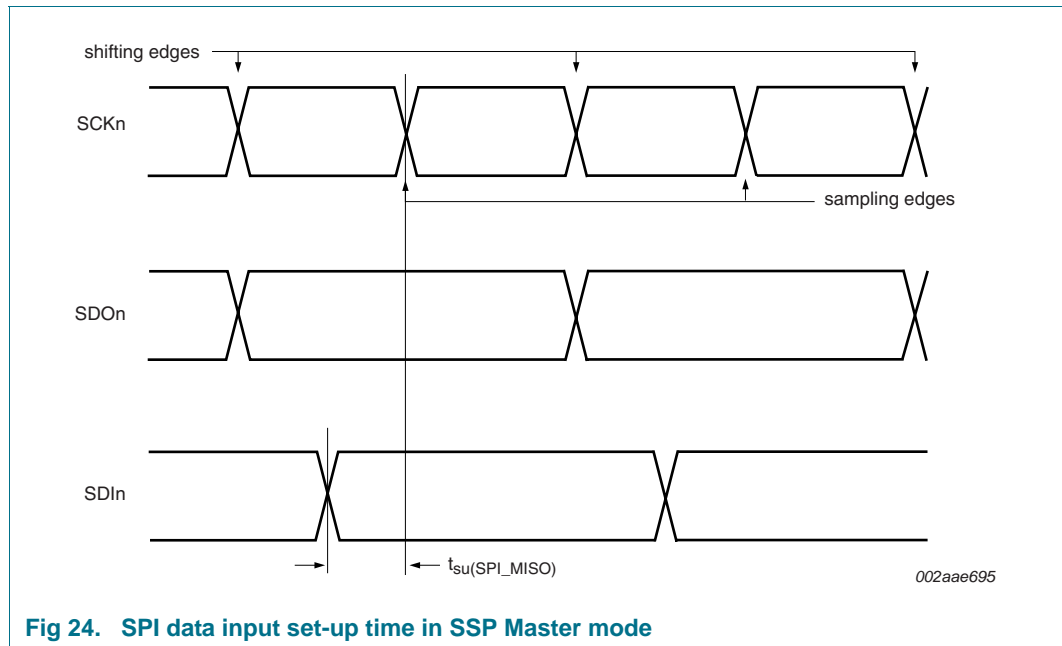 shifting edges
SCKn
sampling edges
SDOn
SDIn
tsu(SPI_MISO)
002aae695
Fig 24. SPI data input set-up time in SSP Master mode